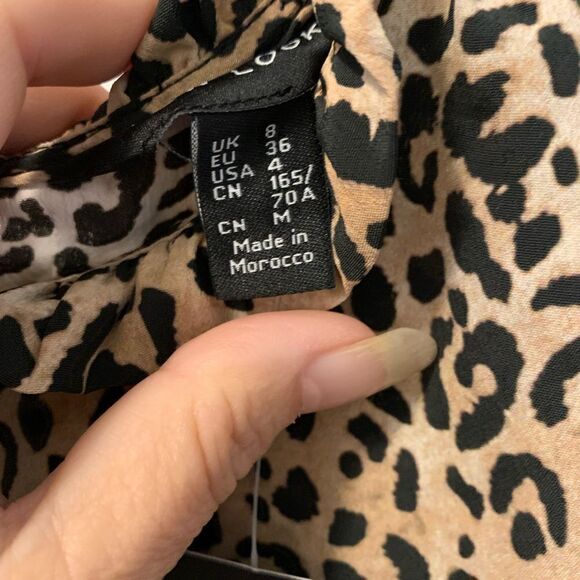 LOOK
UK 8
EU 36
USA 4
CN 165/
70A
CN M
Made in
Morocco